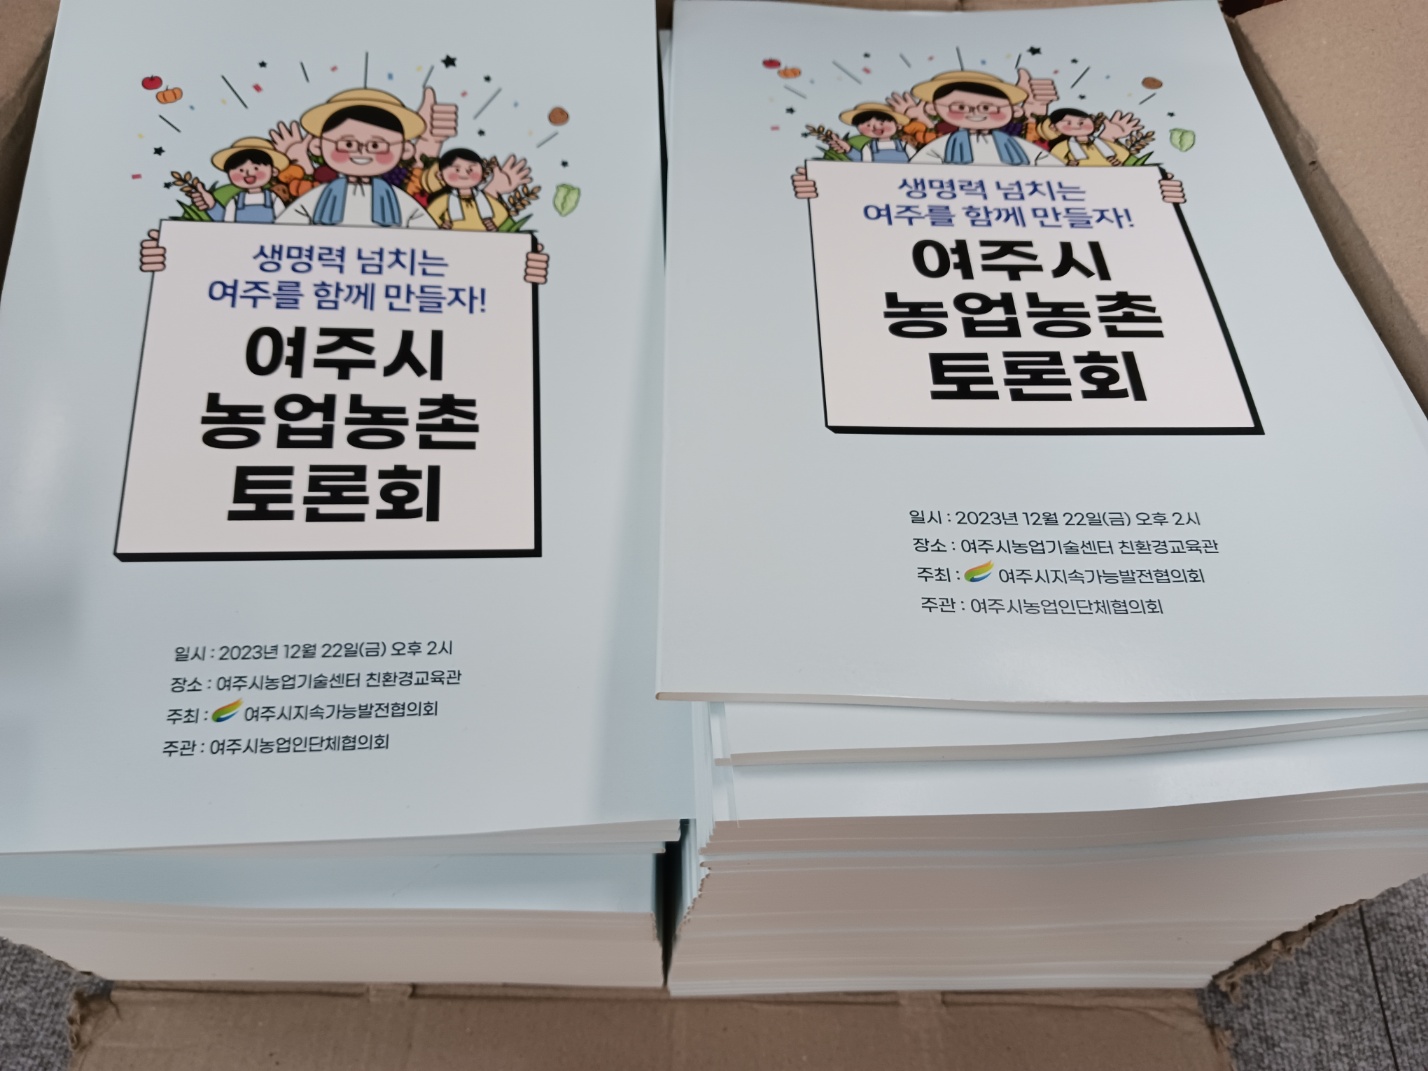 생명력 넘치는
여주를 함께 만들자!
여주시
농업농촌
토론회
일시 : 2023년 12월 22일(금) 오후 2시
장소 : 여주시농업기술센터 친환경교육관
주최 : 여주시지속가능발전협의회
주관 : 여주시농업인단체협의회
생명력 넘치는
여주를 함께 만들자!
여주시
농업농촌
토론회
일시 : 2023년 12월 22일(금) 오후 2시
장소 : 여주시농업기술센터 친환경교육관
주최 : 여주시지속가능발전협의회
주관 : 여주시농업인단체협의회